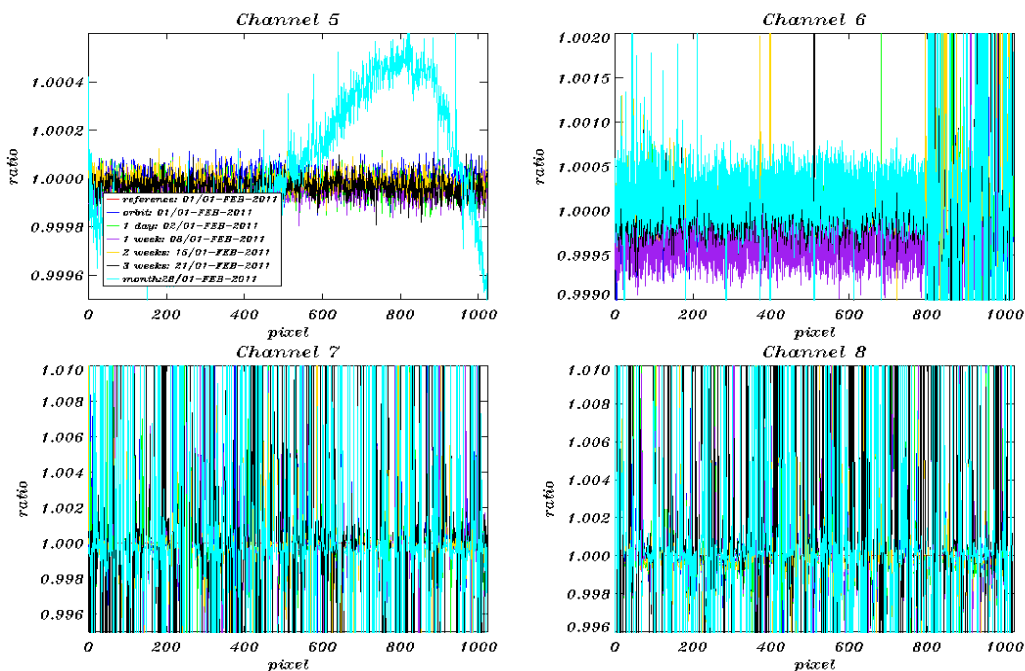 Channel 5
Channel 6
1.0004
1.0002
1.0000
0.9998
0.9996
ratio
reference: 01/01-FEB-2011
orbit: 01/01-FEB-2011
1 day: 02/01-FEB-2011
1 week: 08/01-FEB-2011
2 weeks: 15/01-FEB-2011
3 weeks: 21/01-FEB-2011
month:28/01-FEB-2011
0 200 400 600 800 1000
pixel
1.0020
1.0015
1.0010
1.0005
1.0000
0.9995
0.9990
ratio
0 200 400 600 800 1000
pixel
Channel 7
Channel 8
1.010
1.008
1.006
1.004
1.002
1.000
0.998
0.996
ratio
0 200 400 600 800 1000
pixel
1.010
1.008
1.006
1.004
1.002
1.000
0.998
0.996
ratio
0 200 400 600 800 1000
pixel